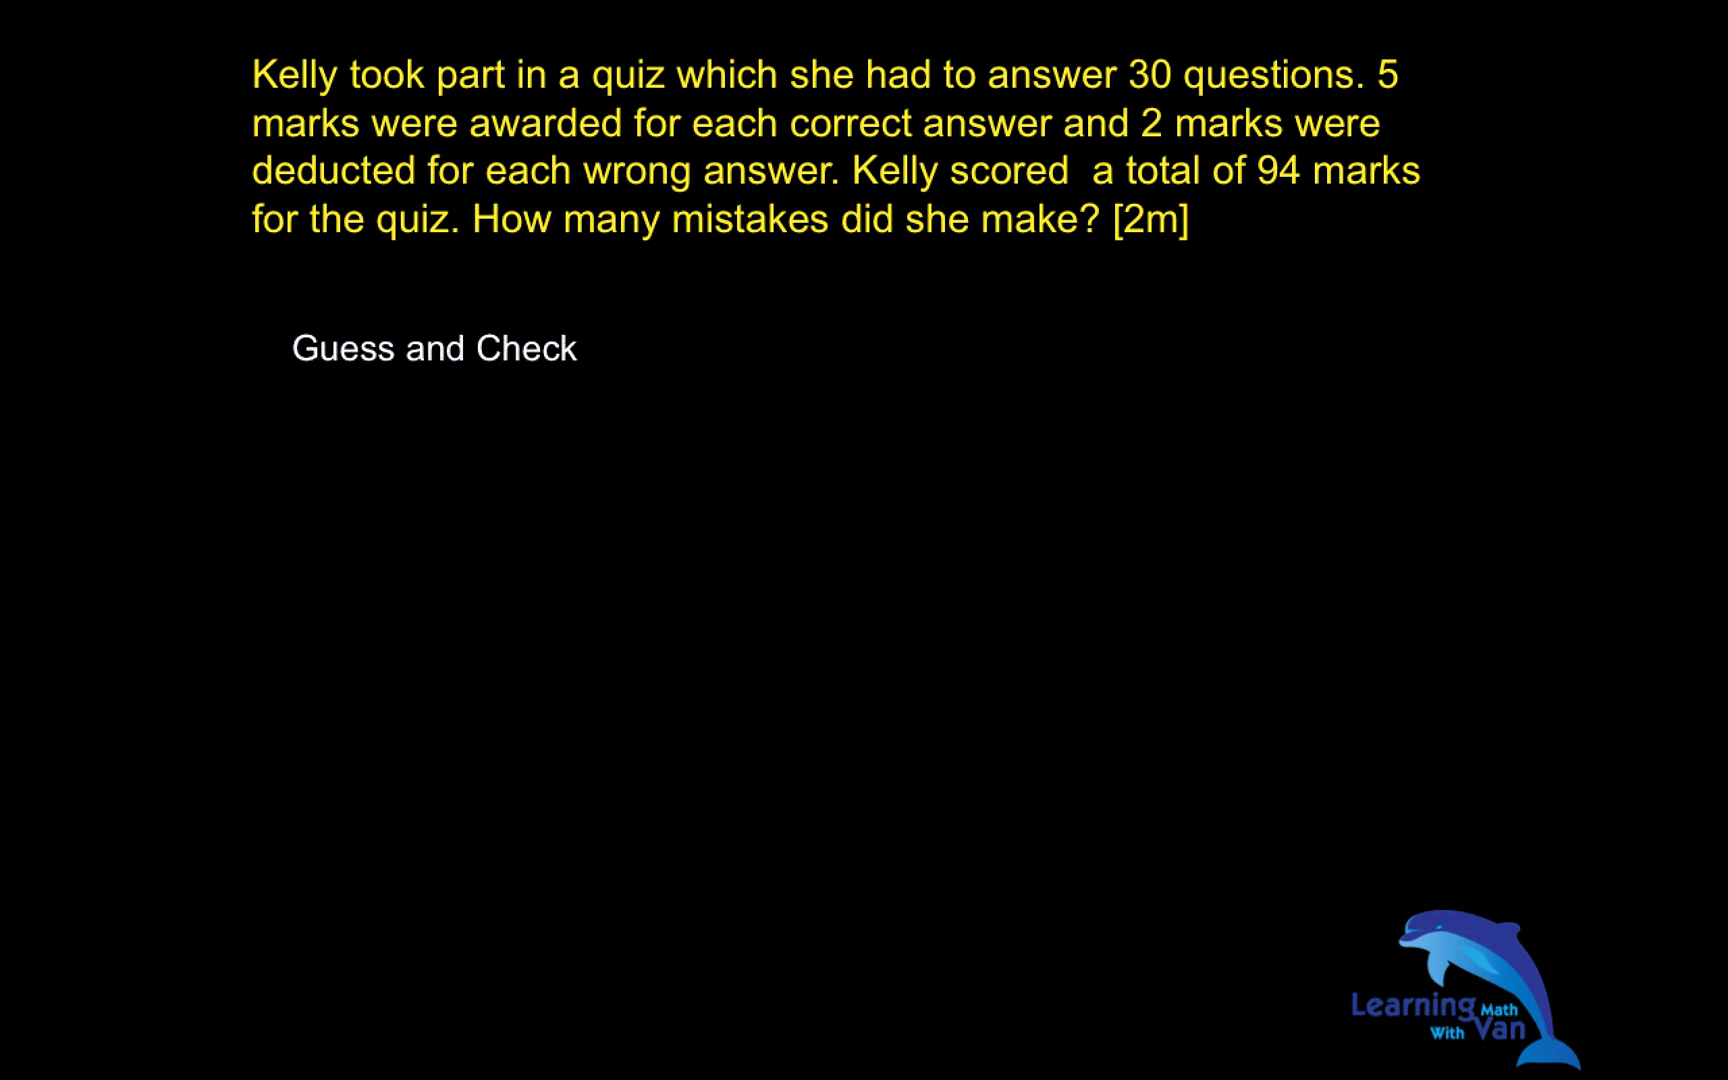 Kelly took part in a quiz which she had to answer 30 questions. 5
marks were awarded for each correct answer and 2 marks were
deducted for each wrong answer. Kelly scored  a total of 94 marks
for the quiz. How many mistakes did she make? [2m]
Guess and Check
Learning Math
With Van